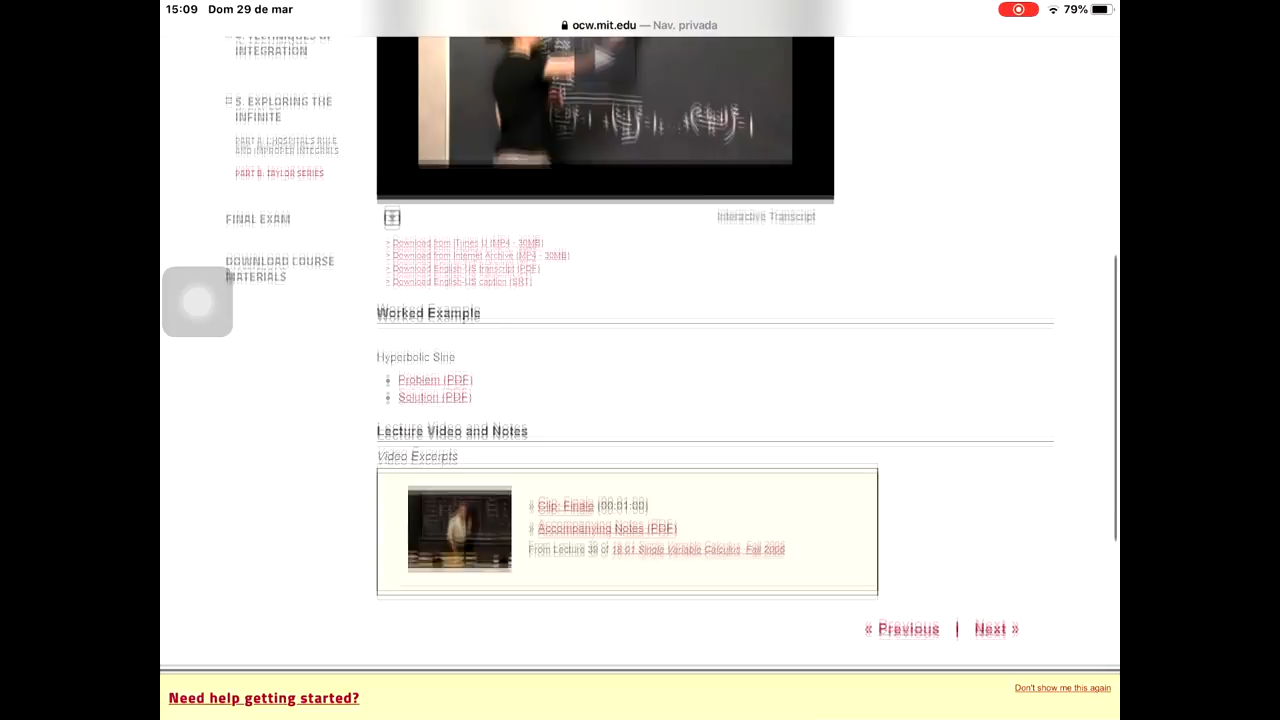 15:09 Dom 29 de mar
79%
ocw.mit.edu — Nav. privada
INTEGRATION
5. EXPLORING THE
INFINITE
PART A: L'HOSPITAL'S RULE
AND IMPROPER INTEGRALS
PART B: TAYLOR SERIES
FINAL EXAM
DOWNLOAD COURSE
MATERIALS
Interactive Transcript
> Download from iTunes U (MP4 - 30MB)
> Download from Internet Archive (MP4 - 30MB)
> Download English-US transcript (PDF)
> Download English-US caption (SRT)
Worked Example
Hyperbolic Sine
Problem (PDF)
Solution (PDF)
Lecture Video and Notes
Video Excerpts
» Clip: Finale (00:01:00)
» Accompanying Notes (PDF)
From Lecture 39 of 18.01 Single Variable Calculus, Fall 2006
« Previous | Next »
Need help getting started?
Don't show me this again